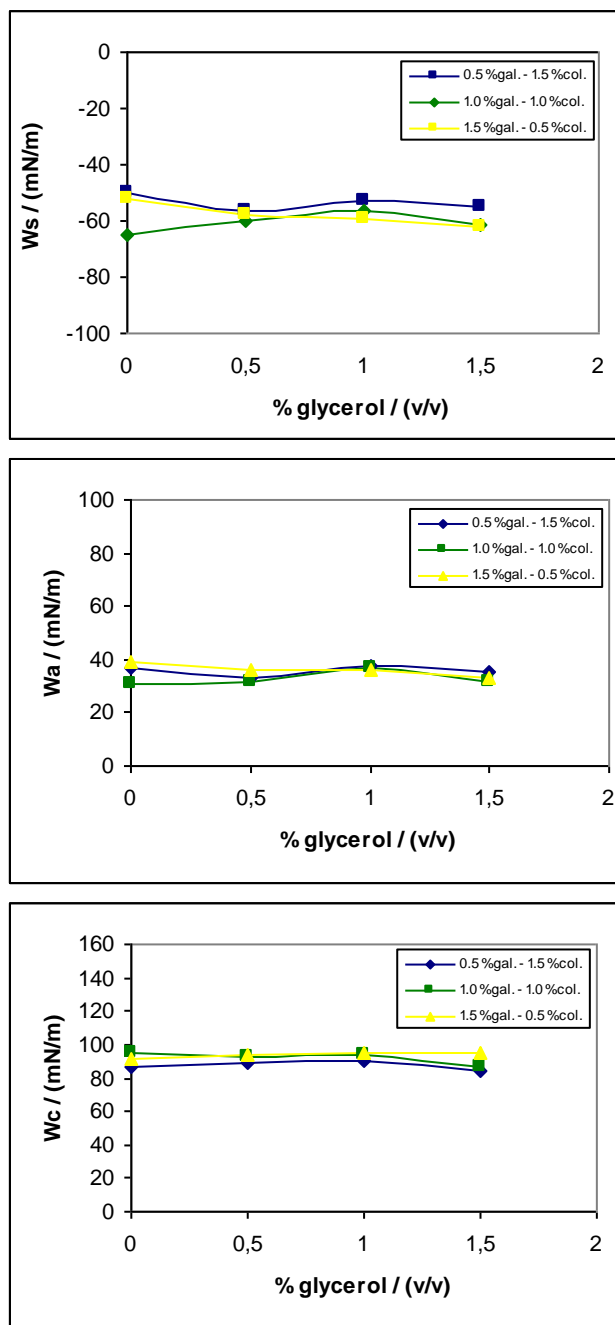 0
-20
-40
-60
-80
-100
Ws / (mN/m)
0 0,5 1 1,5 2
% glycerol / (v/v)
0.5 %gal. - 1.5 %col.
1.0 %gal. - 1.0 %col.
1.5 %gal. - 0.5 %col.
100
80
60
40
20
0
Wa / (mN/m)
0 0,5 1 1,5 2
% glycerol / (v/v)
0.5 %gal. - 1.5 %col.
1.0 %gal. - 1.0 %col.
1.5 %gal. - 0.5 %col.
160
140
120
100
80
60
40
20
0
Wc / (mN/m)
0 0,5 1 1,5 2
% glycerol / (v/v)
0.5 %gal. - 1.5 %col.
1.0 %gal. - 1.0 %col.
1.5 %gal. - 0.5 %col.